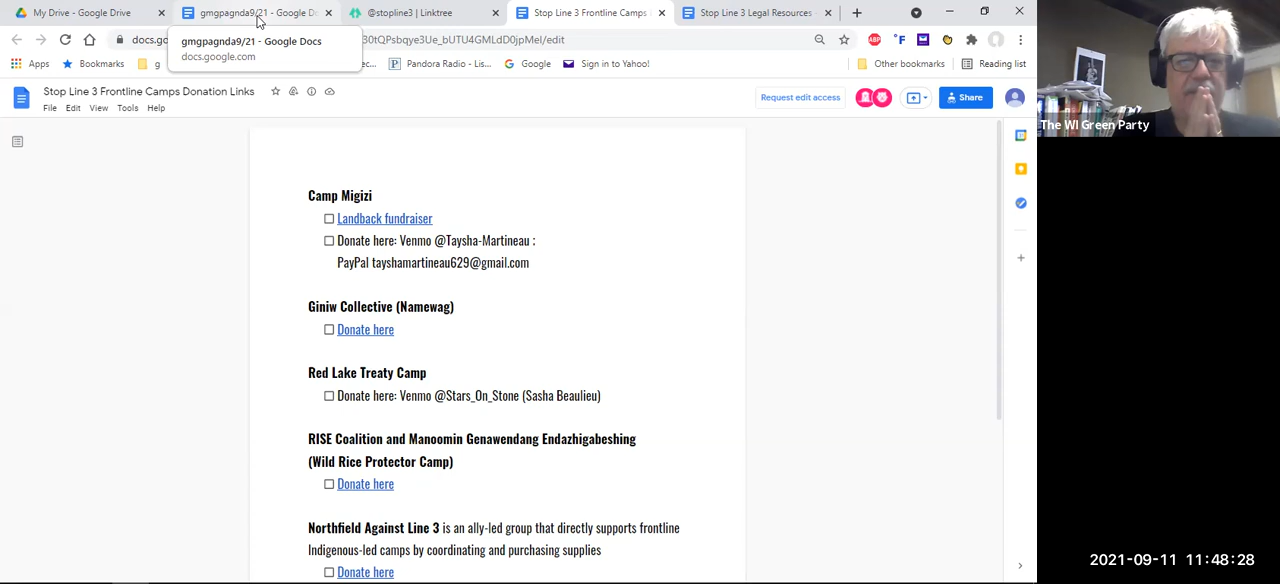 My Drive - Google Drive
gmgpagnda9/21 - Google Do
@stopline3 | Linktree
Stop Line 3 Frontline Camps
Stop Line 3 Legal Resources -
gmgpagnda9/21 - Google Docs
docs.google.com
docs.go
30tQPsbqye3Ue_bUTU4GMLdD0jpMeI/edit
Apps
Bookmarks
g
ec...
Pandora Radio - Lis...
Google
Sign in to Yahoo!
Other bookmarks
Reading list
Stop Line 3 Frontline Camps Donation Links
File Edit View Tools Help
Request edit access
Share
Camp Migizi
Landback fundraiser
Donate here: Venmo @Taysha-Martineau ;
PayPal tayshamartineau629@gmail.com
Giniw Collective (Namewag)
Donate here
Red Lake Treaty Camp
Donate here: Venmo @Stars_On_Stone (Sasha Beaulieu)
RISE Coalition and Manoomin Genawendang Endazhigabeshing
(Wild Rice Protector Camp)
Donate here
Northfield Against Line 3 is an ally-led group that directly supports frontline
Indigenous-led camps by coordinating and purchasing supplies
Donate here
The WI Green Party
2021-09-11 11:48:28